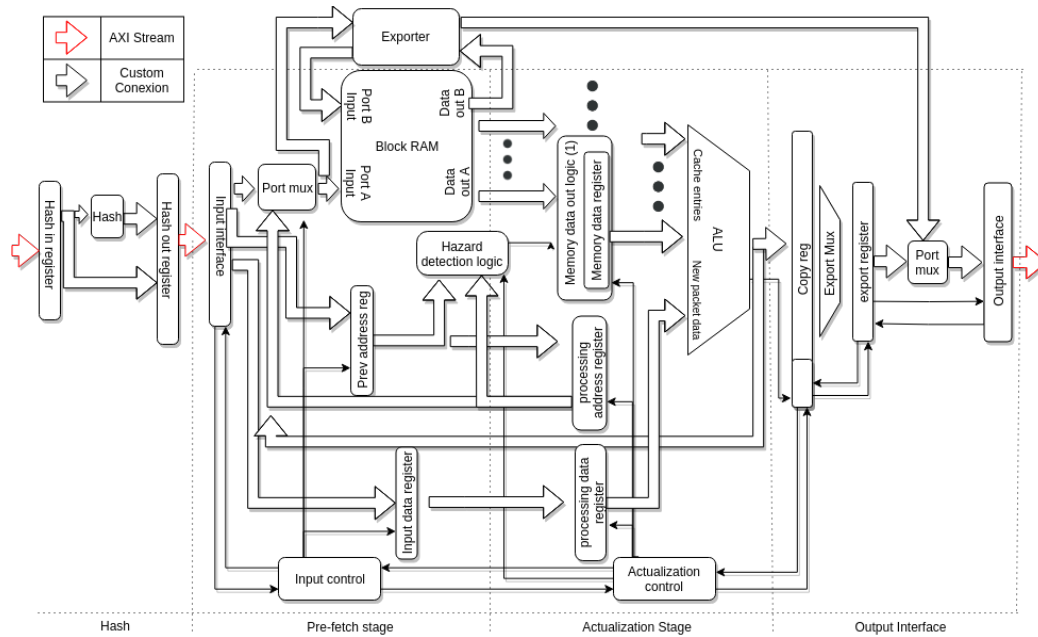 AXI Stream
Custom
Conexion
Exporter
Port B
Input
Data
out B
Block RAM
Port A
Input
Data
out A
Hash in register
Hash
Hash out register
Input interface
Port mux
Hazard
detection logic
Prev address reg
Memory data out logic (1)
Memory data register
Cache entries
ALU
New packet data
Copy reg
Export Mux
export register
Port
mux
Output interface
processing
address register
Input data register
processing data
register
Input control
Actualization
control
Hash
Pre-fetch stage
Actualization Stage
Output Interface